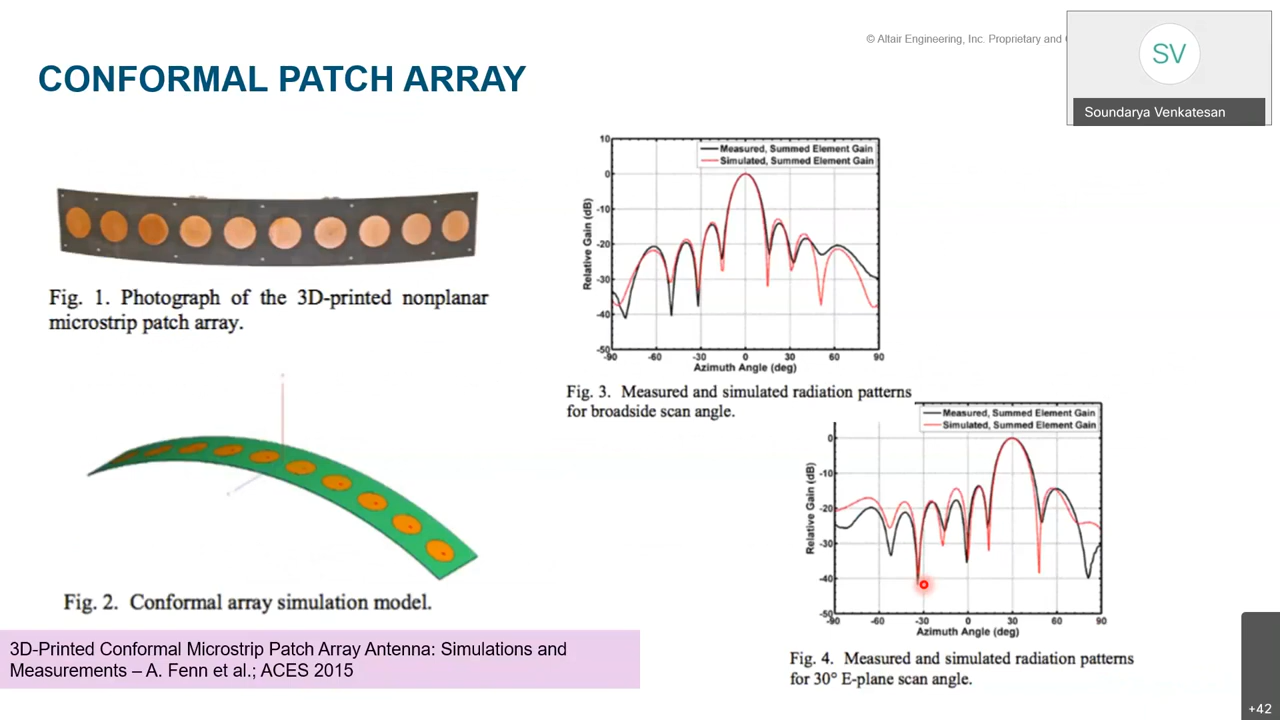 © Altair Engineering, Inc. Proprietary and
SV
Soundarya Venkatesan
CONFORMAL PATCH ARRAY
Fig. 1. Photograph of the 3D-printed nonplanar
microstrip patch array.
Measured, Summed Element Gain
Simulated, Summed Element Gain
Relative Gain (dB)
10
0
-10
-20
-30
-40
-50
-90 -60 -30 0 30 60 90
Azimuth Angle (deg)
Fig. 3. Measured and simulated radiation patterns
for broadside scan angle.
Fig. 2. Conformal array simulation model.
Measured, Summed Element Gain
Simulated, Summed Element Gain
Relative Gain (dB)
0
-10
-20
-30
-40
-50
-90 -60 -30 0 30 60 90
Azimuth Angle (deg)
Fig. 4. Measured and simulated radiation patterns
for 30° E-plane scan angle.
3D-Printed Conformal Microstrip Patch Array Antenna: Simulations and
Measurements – A. Fenn et al.; ACES 2015
+42